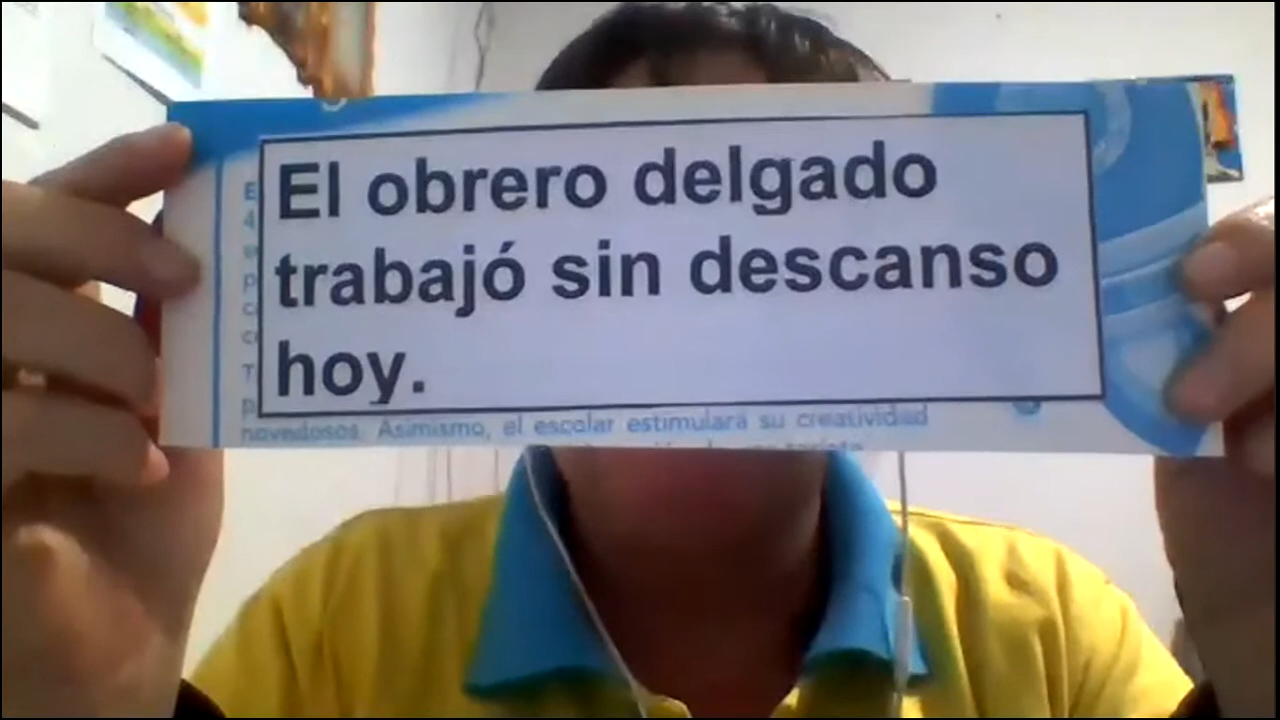 El obrero delgado
trabajó sin descanso
hoy.
novedosos. Asimismo, el escolar estimulará su creatividad